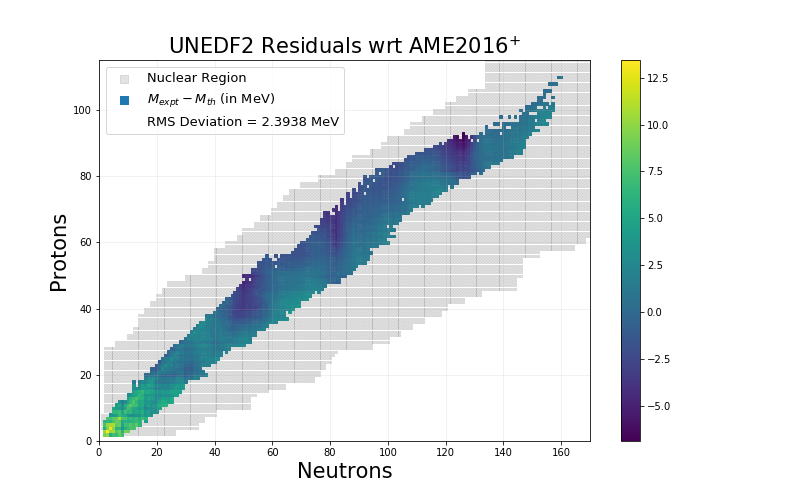 UNEDF2 Residuals wrt AME2016+
Nuclear Region
M_expt − M_th (in MeV)
RMS Deviation = 2.3938 MeV
Protons
100
80
60
40
20
0
0 20 40 60 80 100 120 140 160
Neutrons
12.5
10.0
7.5
5.0
2.5
0.0
−2.5
−5.0